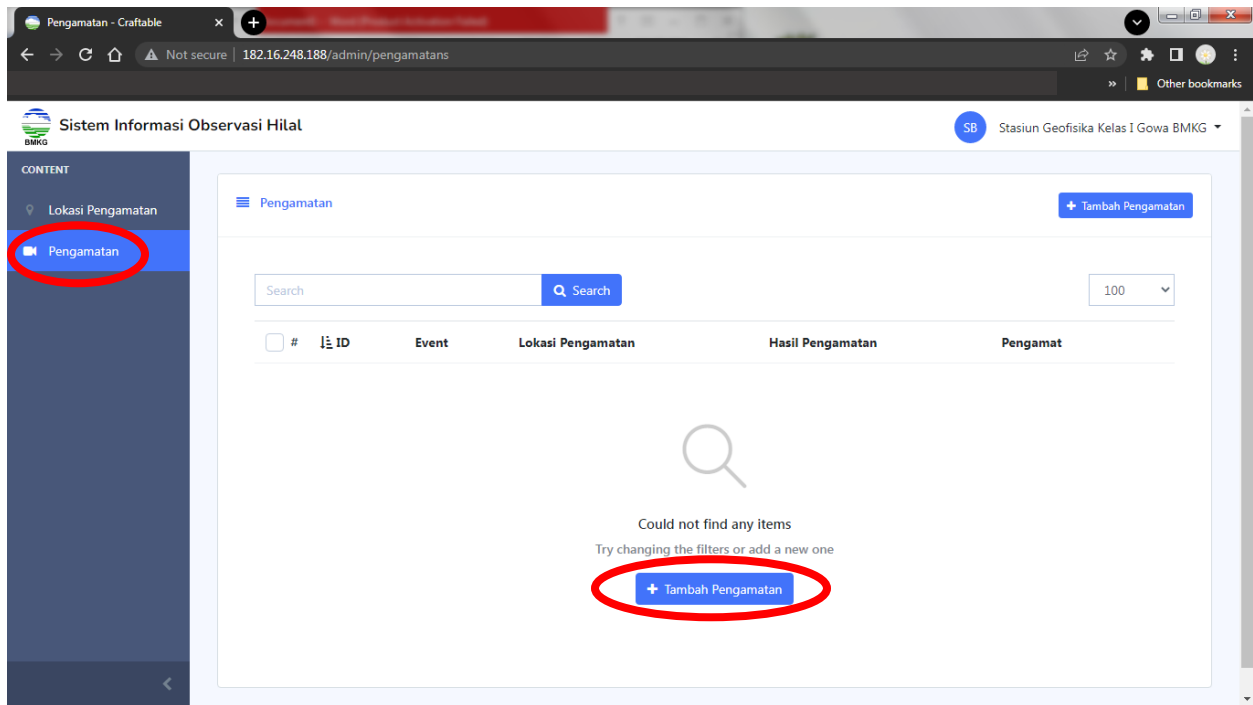 Pengamatan - Craftable
Not secure | 182.16.248.188/admin/pengamatans
» Other bookmarks
BMKG
Sistem Informasi Observasi Hilal
SB Stasiun Geofisika Kelas I Gowa BMKG
CONTENT
Lokasi Pengamatan
Pengamatan
Pengamatan
+ Tambah Pengamatan
Search
Search
100
# ID Event Lokasi Pengamatan Hasil Pengamatan Pengamat
Could not find any items
Try changing the filters or add a new one
+ Tambah Pengamatan